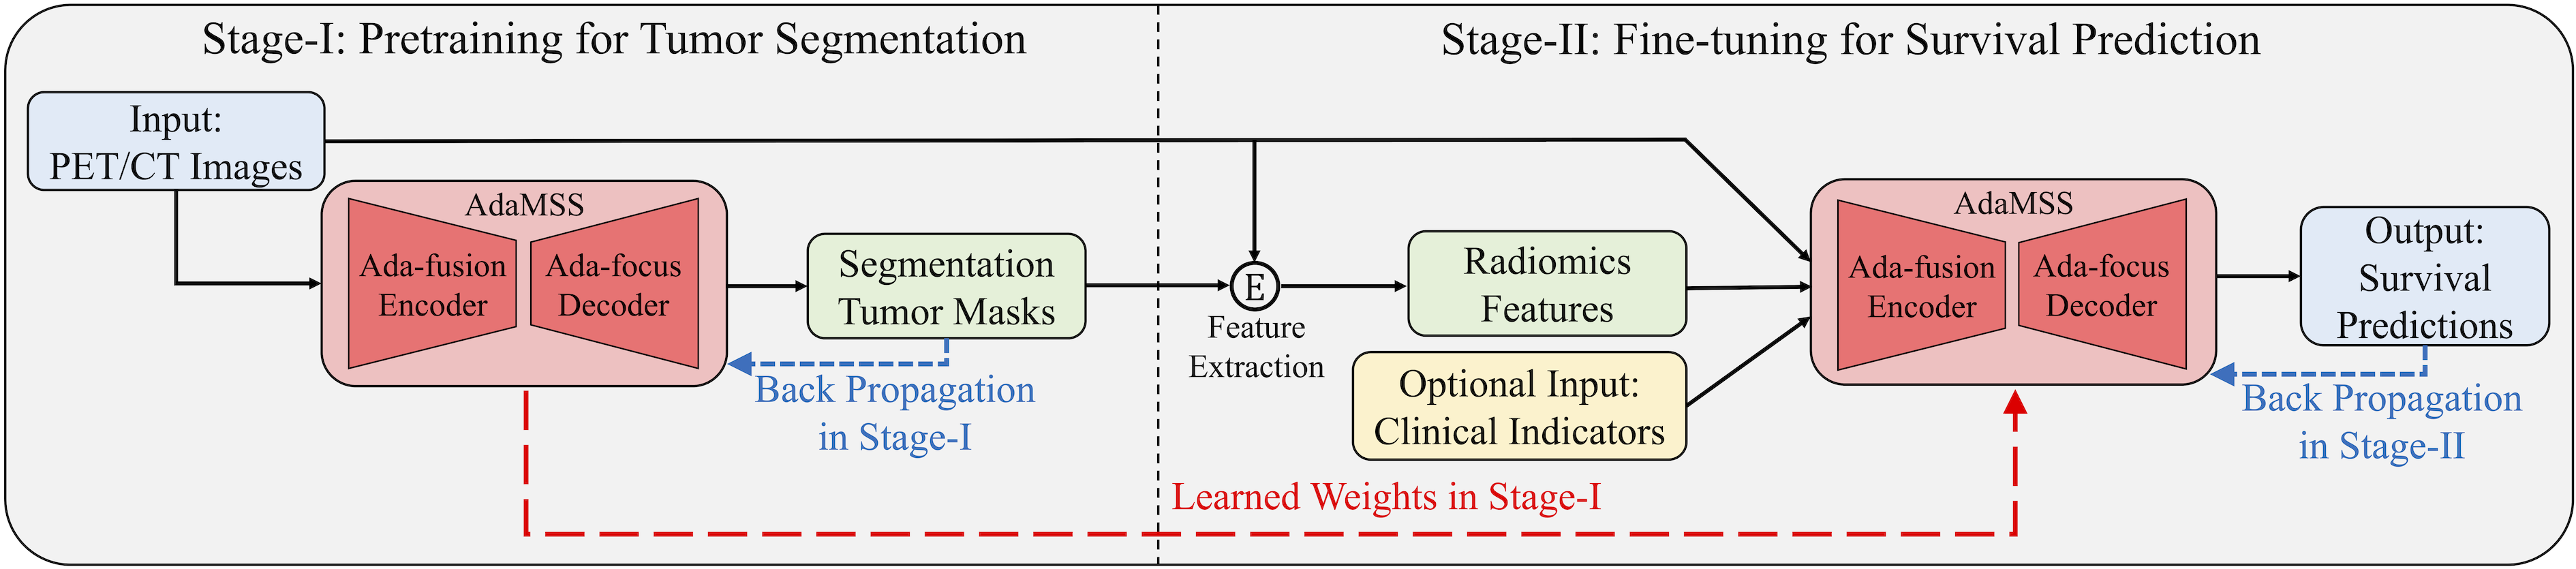 Stage-I: Pretraining for Tumor Segmentation
Stage-II: Fine-tuning for Survival Prediction
Input:
PET/CT Images
AdaMSS
Ada-fusion
Encoder
Ada-focus
Decoder
Segmentation
Tumor Masks
Back Propagation
in Stage-I
E
Feature
Extraction
Radiomics
Features
Optional Input:
Clinical Indicators
AdaMSS
Ada-fusion
Encoder
Ada-focus
Decoder
Output:
Survival
Predictions
Back Propagation
in Stage-II
Learned Weights in Stage-I